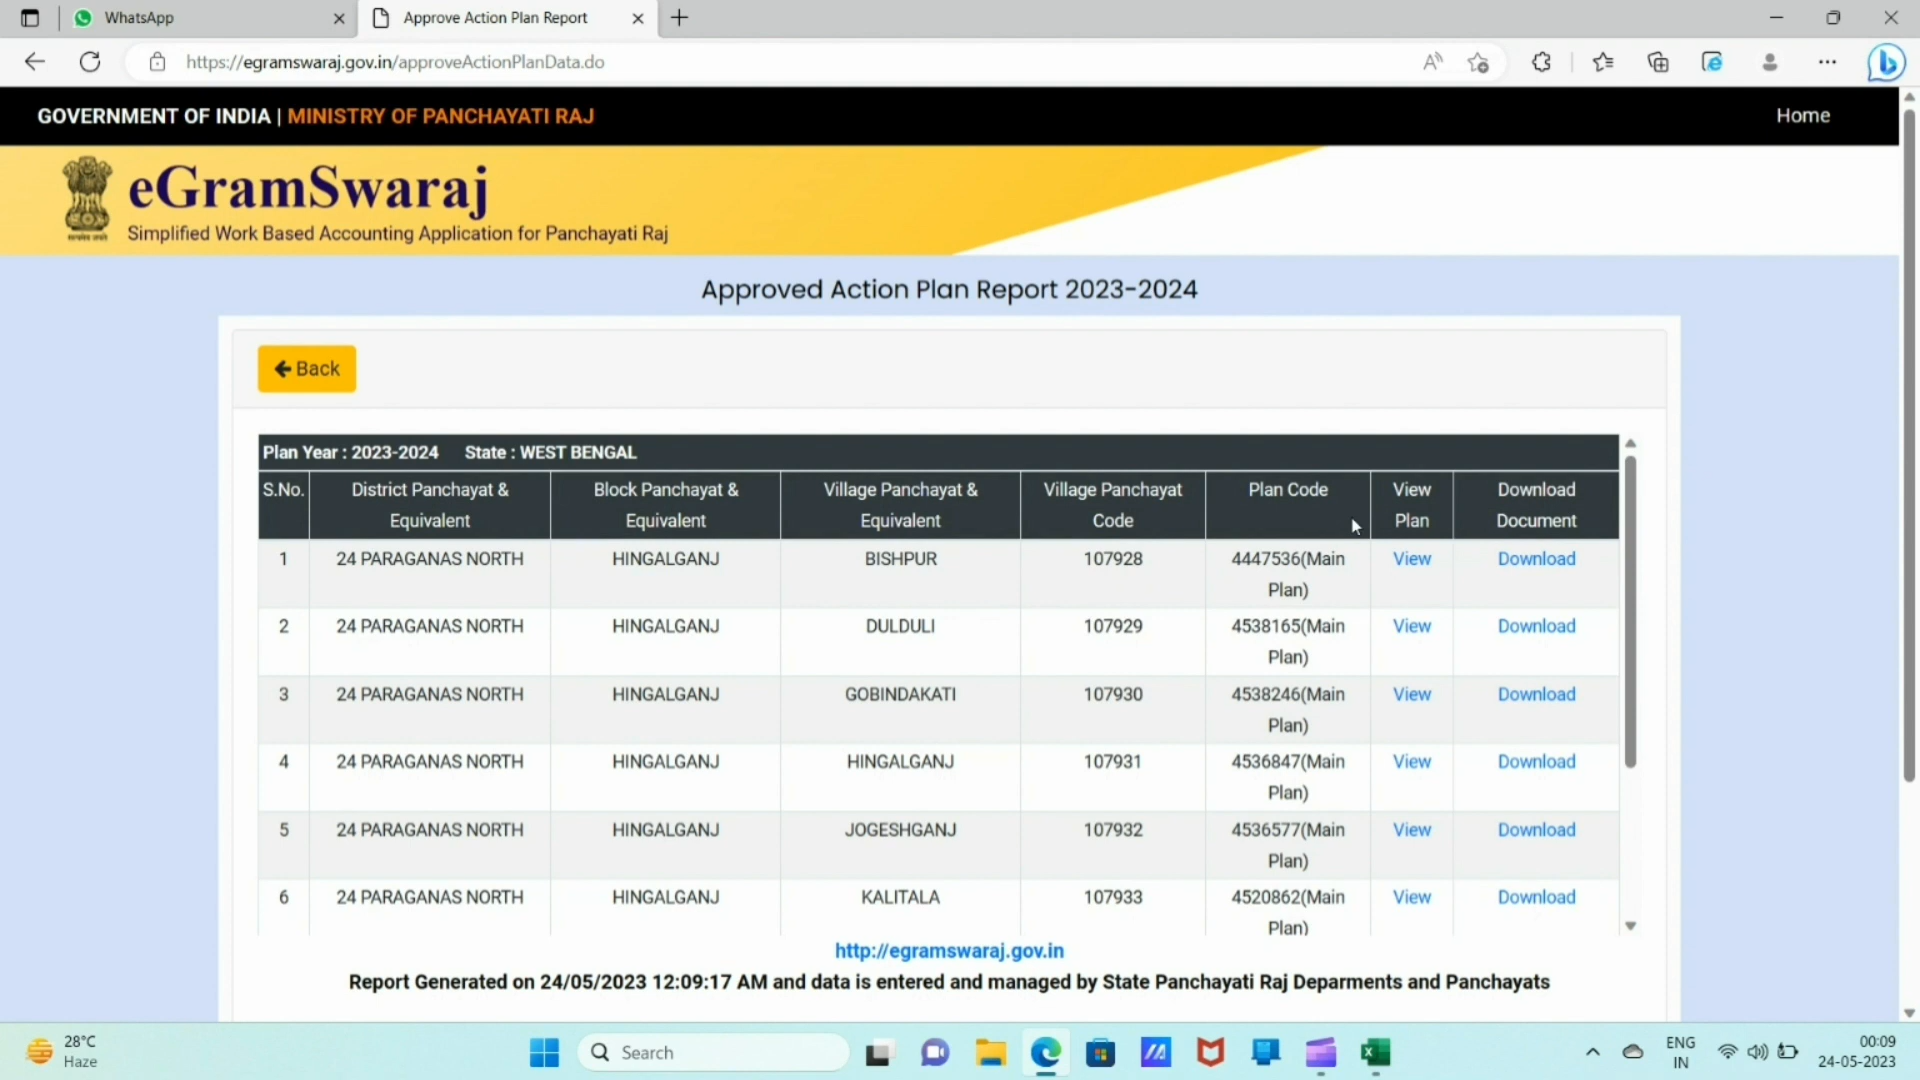 WhatsApp
Approve Action Plan Report
https://egramswaraj.gov.in/approveActionPlanData.do
GOVERNMENT OF INDIA | MINISTRY OF PANCHAYATI RAJ
Home
eGramSwaraj
Simplified Work Based Accounting Application for Panchayati Raj
Approved Action Plan Report 2023-2024
Back
Plan Year : 2023-2024 State : WEST BENGAL
S.No. District Panchayat & Block Panchayat & Village Panchayat & Village Panchayat Plan Code View Download
Equivalent Equivalent Equivalent Code Plan Document
1 24 PARAGANAS NORTH HINGALGANJ BISHPUR 107928 4447536(Main View Download
Plan)
2 24 PARAGANAS NORTH HINGALGANJ DULDULI 107929 4538165(Main View Download
Plan)
3 24 PARAGANAS NORTH HINGALGANJ GOBINDAKATI 107930 4538246(Main View Download
Plan)
4 24 PARAGANAS NORTH HINGALGANJ HINGALGANJ 107931 4536847(Main View Download
Plan)
5 24 PARAGANAS NORTH HINGALGANJ JOGESHGANJ 107932 4536577(Main View Download
Plan)
6 24 PARAGANAS NORTH HINGALGANJ KALITALA 107933 4520862(Main View Download
Plan)
http://egramswaraj.gov.in
Report Generated on 24/05/2023 12:09:17 AM and data is entered and managed by State Panchayati Raj Deparments and Panchayats
28°C
Haze
Search
ENG
IN
00:09
24-05-2023